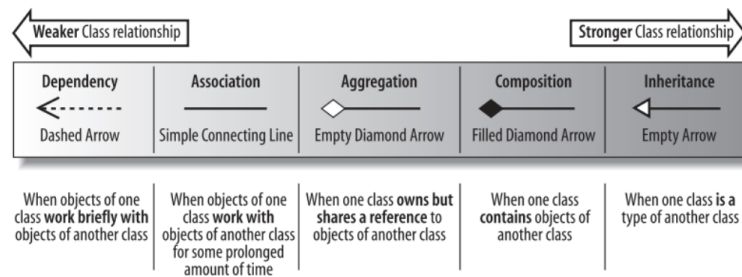 Weaker Class relationship
Stronger Class relationship
Dependency
Association
Aggregation
Composition
Inheritance
Dashed Arrow
Simple Connecting Line
Empty Diamond Arrow
Filled Diamond Arrow
Empty Arrow
When objects of one
class work briefly with
objects of another class
When objects of one
class work with
objects of another class
for some prolonged
amount of time
When one class owns but
shares a reference to
objects of another class
When one class
contains objects of
another class
When one class is a
type of another class